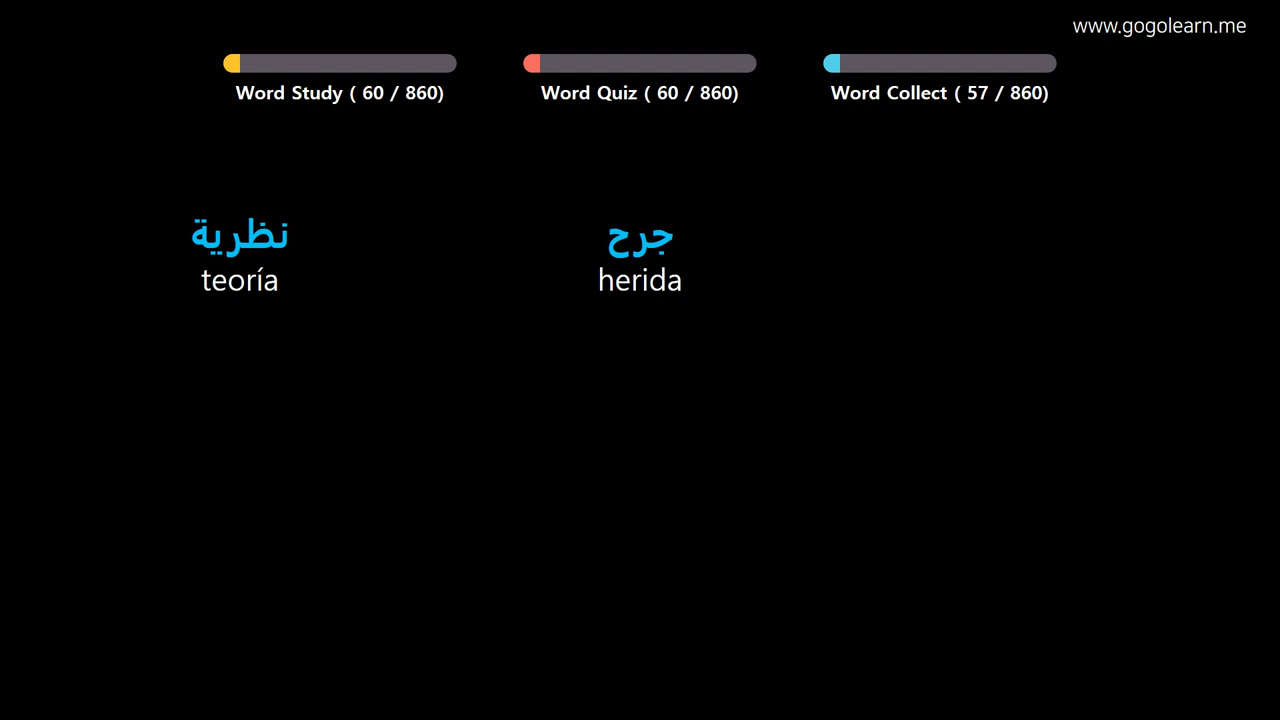 www.gogolearn.me
Word Study ( 60 / 860)
Word Quiz ( 60 / 860)
Word Collect ( 57 / 860)
نظرية
teoría
جرح
herida